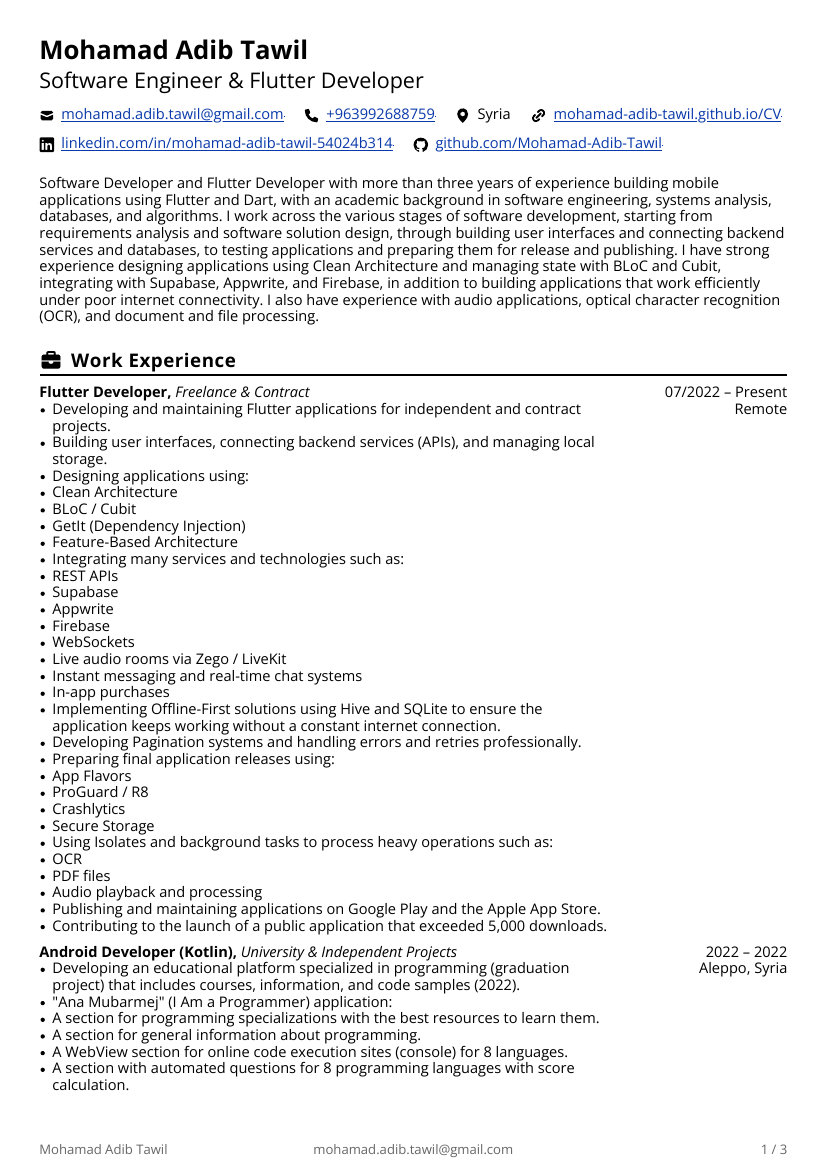 Mohamad Adib Tawil
Software Engineer & Flutter Developer
mohamad.adib.tawil@gmail.com +963992688759 Syria mohamad-adib-tawil.github.io/CV
linkedin.com/in/mohamad-adib-tawil-54024b314 github.com/Mohamad-Adib-Tawil
Software Developer and Flutter Developer with more than three years of experience building mobile
applications using Flutter and Dart, with an academic background in software engineering, systems analysis,
databases, and algorithms. I work across the various stages of software development, starting from
requirements analysis and software solution design, through building user interfaces and connecting backend
services and databases, to testing applications and preparing them for release and publishing. I have strong
experience designing applications using Clean Architecture and managing state with BLoC and Cubit,
integrating with Supabase, Appwrite, and Firebase, in addition to building applications that work efficiently
under poor internet connectivity. I also have experience with audio applications, optical character recognition
(OCR), and document and file processing.
Work Experience
Flutter Developer, Freelance & Contract 07/2022 – Present
• Developing and maintaining Flutter applications for independent and contract Remote
projects.
• Building user interfaces, connecting backend services (APIs), and managing local
storage.
• Designing applications using:
• Clean Architecture
• BLoC / Cubit
• GetIt (Dependency Injection)
• Feature-Based Architecture
• Integrating many services and technologies such as:
• REST APIs
• Supabase
• Appwrite
• Firebase
• WebSockets
• Live audio rooms via Zego / LiveKit
• Instant messaging and real-time chat systems
• In-app purchases
• Implementing Offline-First solutions using Hive and SQLite to ensure the
application keeps working without a constant internet connection.
• Developing Pagination systems and handling errors and retries professionally.
• Preparing final application releases using:
• App Flavors
• ProGuard / R8
• Crashlytics
• Secure Storage
• Using Isolates and background tasks to process heavy operations such as:
• OCR
• PDF files
• Audio playback and processing
• Publishing and maintaining applications on Google Play and the Apple App Store.
• Contributing to the launch of a public application that exceeded 5,000 downloads.
Android Developer (Kotlin), University & Independent Projects 2022 – 2022
• Developing an educational platform specialized in programming (graduation Aleppo, Syria
project) that includes courses, information, and code samples (2022).
• "Ana Mubarmej" (I Am a Programmer) application:
• A section for programming specializations with the best resources to learn them.
• A section for general information about programming.
• A WebView section for online code execution sites (console) for 8 languages.
• A section with automated questions for 8 programming languages with score
calculation.
Mohamad Adib Tawil mohamad.adib.tawil@gmail.com 1 / 3